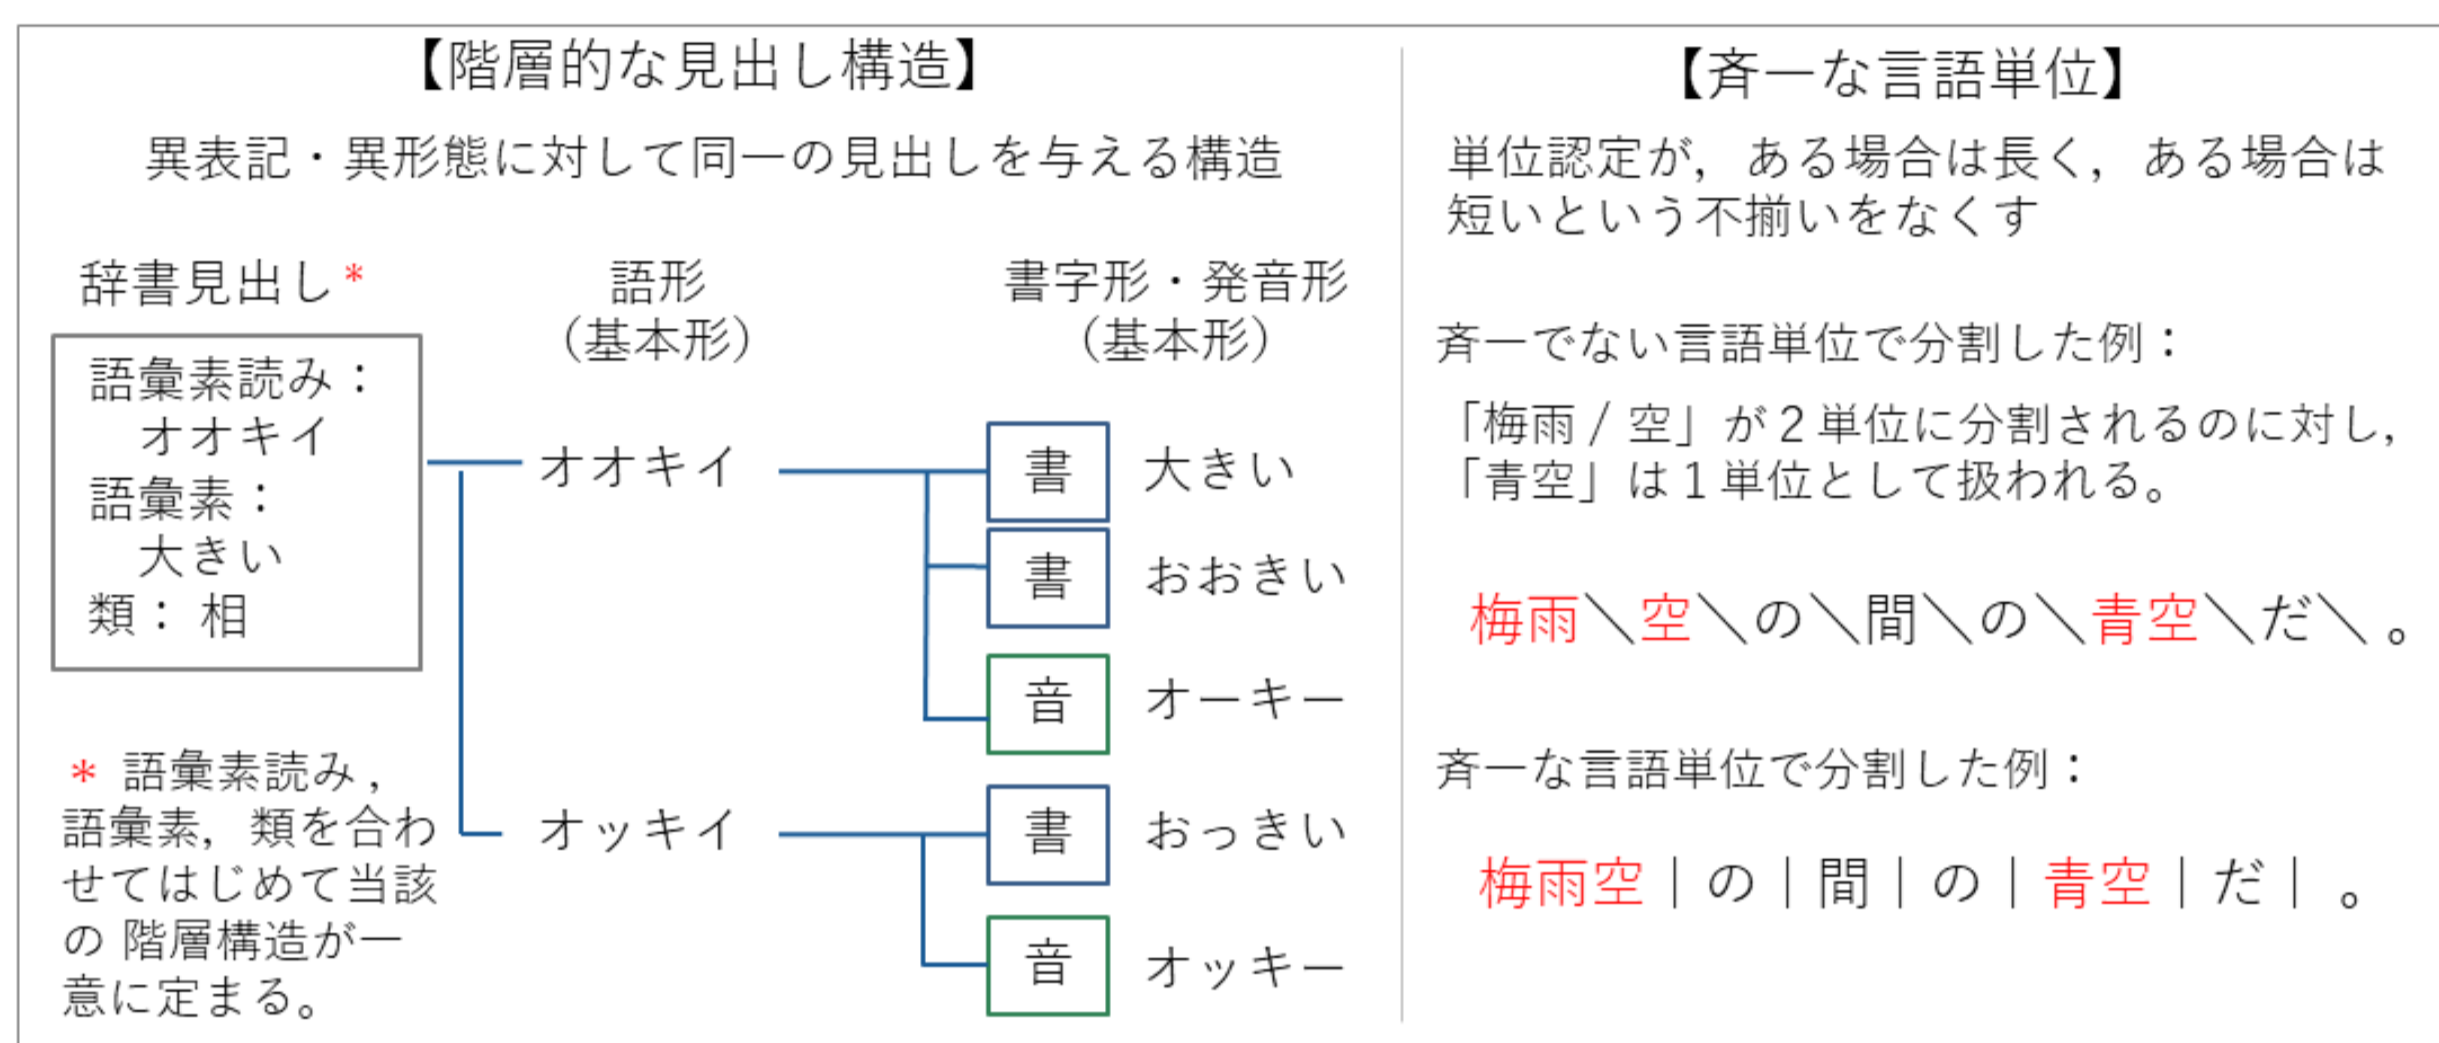 【階層的な見出し構造】
異表記・異形態に対して同一の見出しを与える構造
辞書見出し*
語彙素読み：
オオキイ
語彙素：
大きい
類：相
* 語彙素読み，
語彙素，類を合わ
せてはじめて当該
の 階層構造が一
意に定まる。
語形
（基本形）
オオキイ
オッキイ
書字形・発音形
（基本形）
書 大きい
書 おおきい
音 オーキー
書 おっきい
音 オッキー
【斉一な言語単位】
単位認定が，ある場合は長く，ある場合は
短いという不揃いをなくす
斉一でない言語単位で分割した例：
「梅雨 / 空」が２単位に分割されるのに対し，
「青空」は１単位として扱われる。
梅雨＼空＼の＼間＼の＼青空＼だ＼。
斉一な言語単位で分割した例：
梅雨空｜の｜間｜の｜青空｜だ｜。